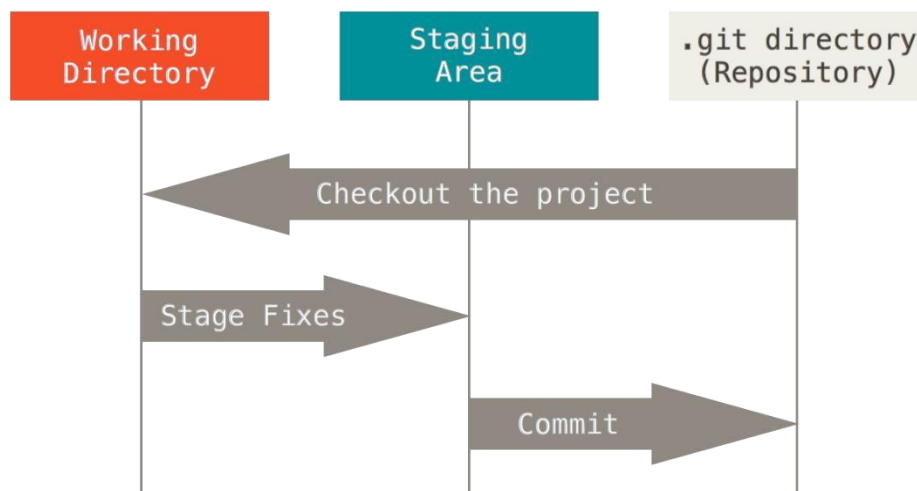 Working
Directory
Staging
Area
.git directory
(Repository)
Checkout the project
Stage Fixes
Commit